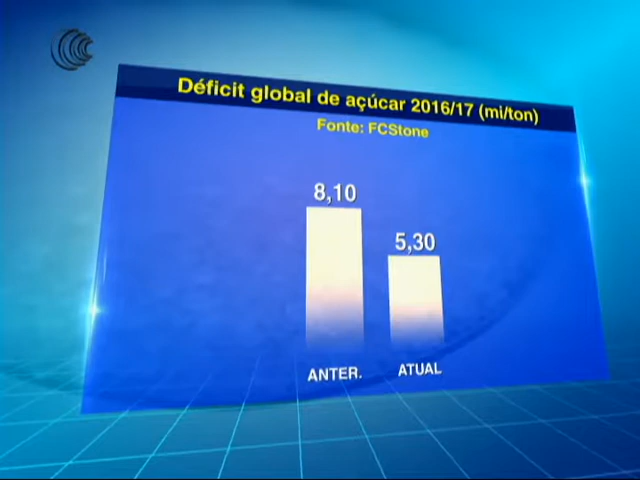 Déficit global de açúcar 2016/17 (mi/ton)
Fonte: FCStone
8,10
5,30
ANTER.
ATUAL